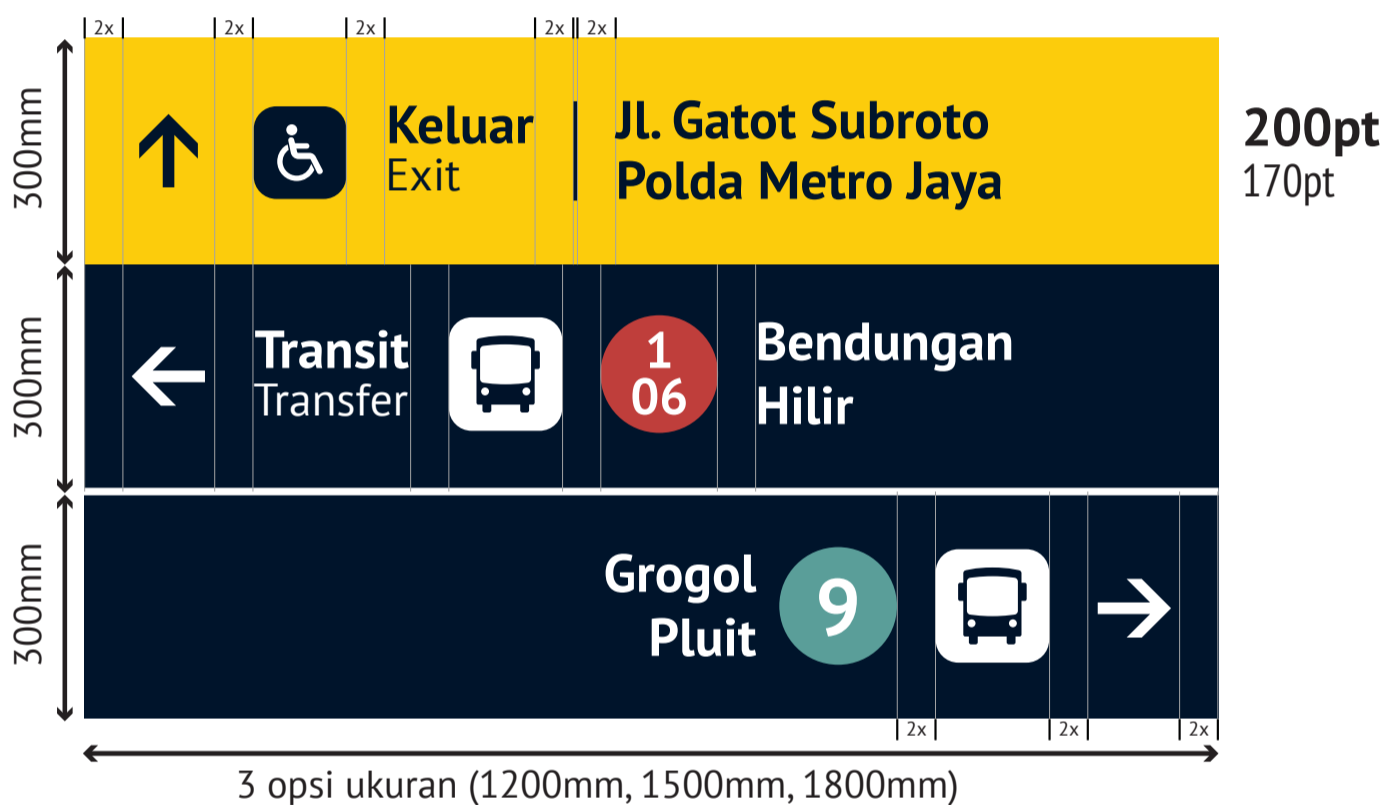 2x 2x 2x 2x 2x
300mm
Keluar
Exit
Jl. Gatot Subroto
Polda Metro Jaya
200pt
170pt
300mm
Transit
Transfer
1
06
Bendungan
Hilir
300mm
Grogol
Pluit
9
2x 2x 2x
3 opsi ukuran (1200mm, 1500mm, 1800mm)